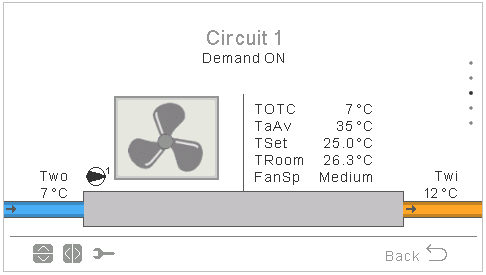 Circuit 1
Demand ON
TOTC 7°C
TaAv 35°C
TSet 25.0°C
TRoom 26.3°C
FanSp Medium
Two
7°C
1
Twi
12°C
Back